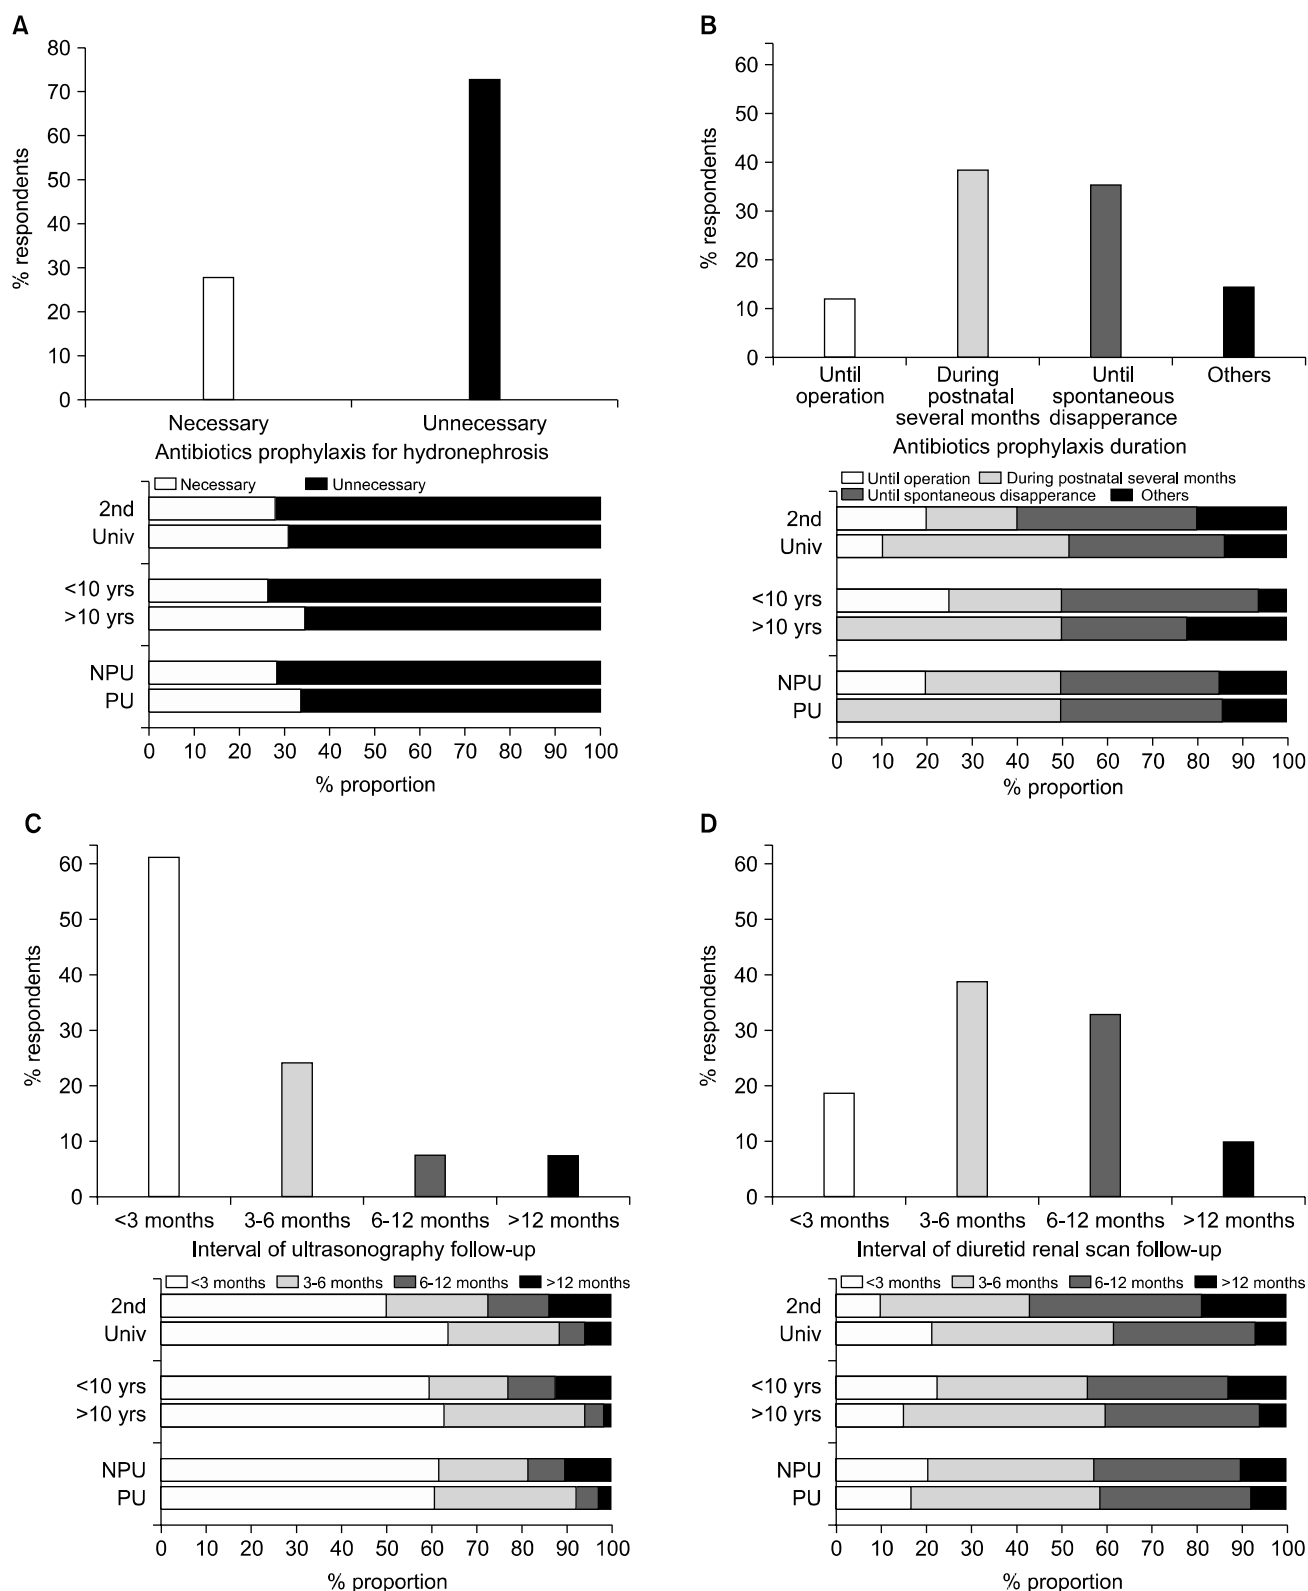 A
% respondents
80
70
60
50
40
30
20
10
0
Necessary Unnecessary
Antibiotics prophylaxis for hydronephrosis
Necessary Unnecessary
2nd
Univ
<10 yrs
>10 yrs
NPU
PU
0 10 20 30 40 50 60 70 80 90 100
% proportion
B
% respondents
60
50
40
30
20
10
0
Until operation
During postnatal several months
Until spontaneous disapperance
Others
Antibiotics prophylaxis duration
Until operation During postnatal several months
Until spontaneous disapperance Others
2nd
Univ
<10 yrs
>10 yrs
NPU
PU
0 10 20 30 40 50 60 70 80 90 100
% proportion
C
% respondents
60
50
40
30
20
10
0
<3 months 3-6 months 6-12 months >12 months
Interval of ultrasonography follow-up
<3 months 3-6 months 6-12 months >12 months
2nd
Univ
<10 yrs
>10 yrs
NPU
PU
0 10 20 30 40 50 60 70 80 90 100
% proportion
D
% respondents
60
50
40
30
20
10
0
<3 months 3-6 months 6-12 months >12 months
Interval of diuretid renal scan follow-up
<3 months 3-6 months 6-12 months >12 months
2nd
Univ
<10 yrs
>10 yrs
NPU
PU
0 10 20 30 40 50 60 70 80 90 100
% proportion